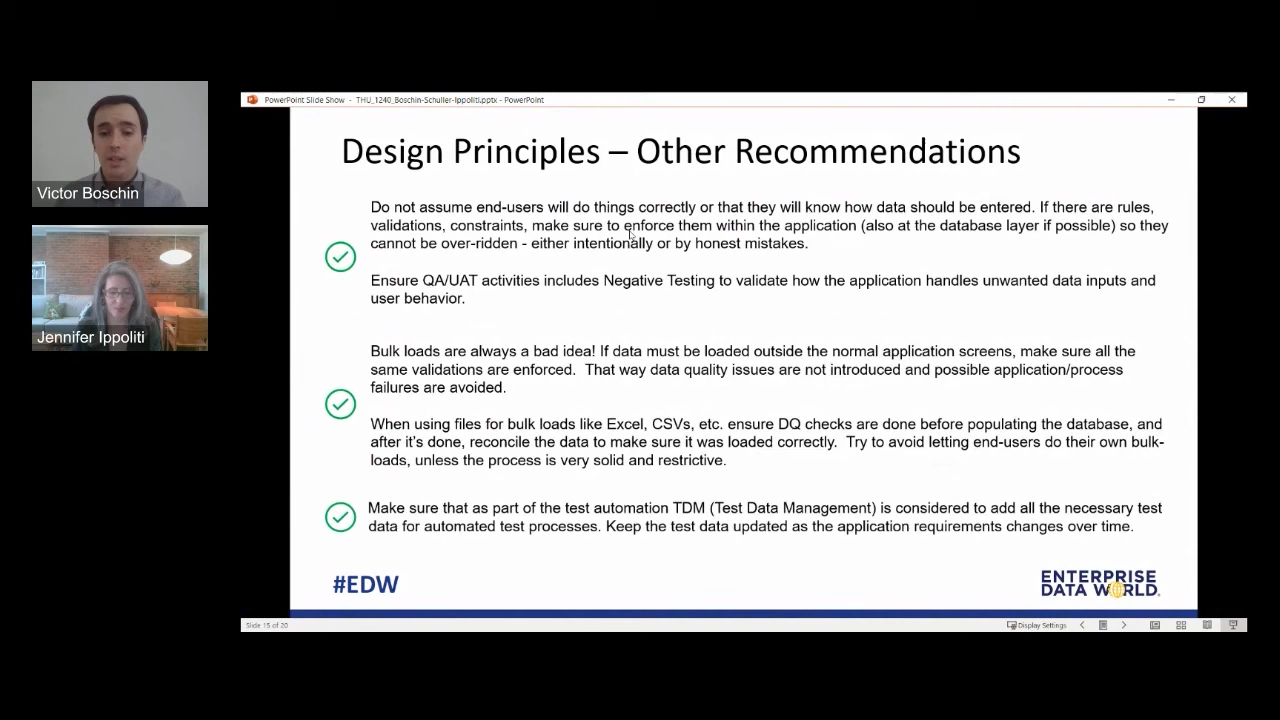 PowerPoint Slide Show - THU_1240_Boschin-Schuller-Ippoliti.pptx - PowerPoint
Victor Boschin
Jennifer Ippoliti
Design Principles – Other Recommendations
Do not assume end-users will do things correctly or that they will know how data should be entered. If there are rules,
validations, constraints, make sure to enforce them within the application (also at the database layer if possible) so they
cannot be over-ridden - either intentionally or by honest mistakes.
Ensure QA/UAT activities includes Negative Testing to validate how the application handles unwanted data inputs and
user behavior.
Bulk loads are always a bad idea! If data must be loaded outside the normal application screens, make sure all the
same validations are enforced. That way data quality issues are not introduced and possible application/process
failures are avoided.
When using files for bulk loads like Excel, CSVs, etc. ensure DQ checks are done before populating the database, and
after it's done, reconcile the data to make sure it was loaded correctly. Try to avoid letting end-users do their own bulk-
loads, unless the process is very solid and restrictive.
Make sure that as part of the test automation TDM (Test Data Management) is considered to add all the necessary test
data for automated test processes. Keep the test data updated as the application requirements changes over time.
#EDW
ENTERPRISE
DATA WORLD
Slide 15 of 20
Display Settings